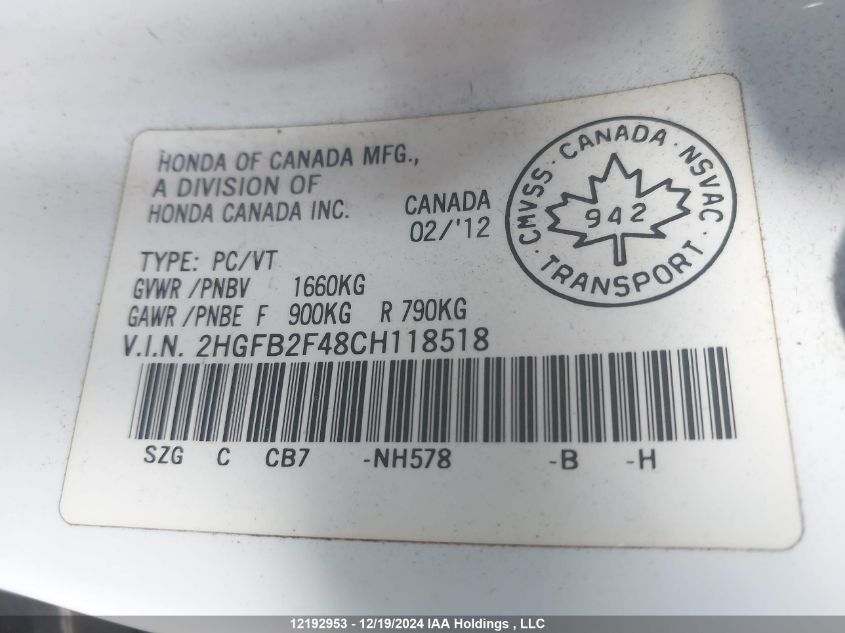 HONDA OF CANADA MFG.,
A DIVISION OF
HONDA CANADA INC.
CANADA
02/'12
CMVSS · CANADA · NSVAC · TRANSPORT ·
942
TYPE: PC/VT
GVWR /PNBV 1660KG
GAWR /PNBE F 900KG R 790KG
V.I.N. 2HGFB2F48CH118518
SZG C CB7 -NH578 -B -H
12192953 - 12/19/2024 IAA Holdings , LLC